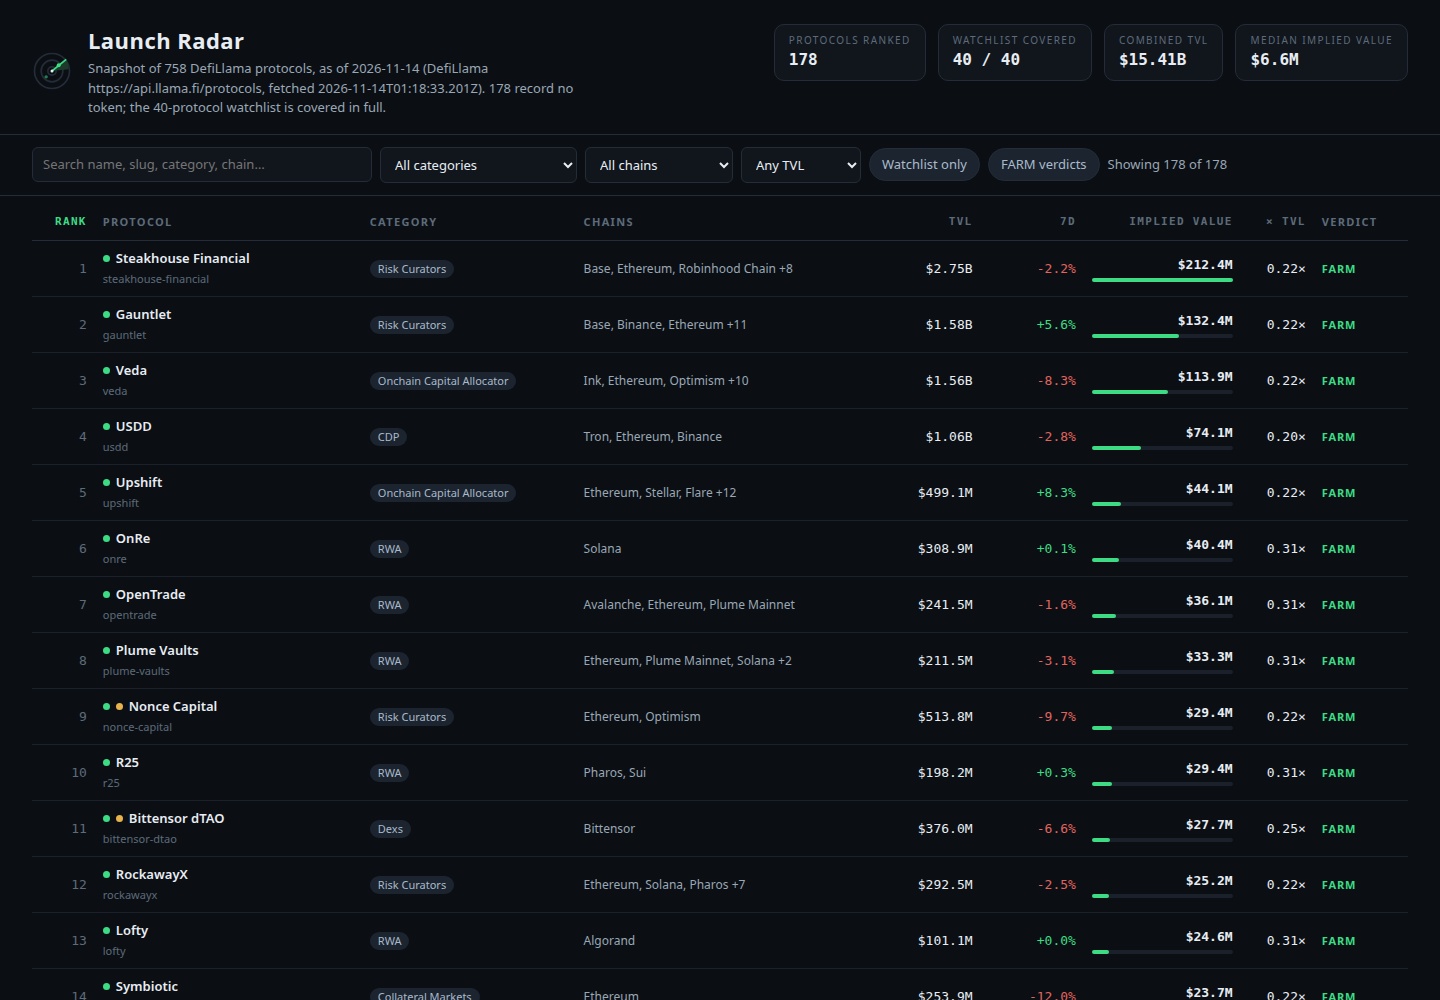 Launch Radar
Snapshot of 758 DefiLlama protocols, as of 2026-11-14 (DefiLlama
https://api.llama.fi/protocols, fetched 2026-11-14T01:18:33.201Z). 178 record no
token; the 40-protocol watchlist is covered in full.
PROTOCOLS RANKED
178
WATCHLIST COVERED
40 / 40
COMBINED TVL
$15.41B
MEDIAN IMPLIED VALUE
$6.6M
Search name, slug, category, chain... All categories All chains Any TVL Watchlist only FARM verdicts Showing 178 of 178
RANK PROTOCOL CATEGORY CHAINS TVL 7D IMPLIED VALUE × TVL VERDICT
1 Steakhouse Financial Risk Curators Base, Ethereum, Robinhood Chain +8 $2.75B -2.2% $212.4M 0.22× FARM
steakhouse-financial
2 Gauntlet Risk Curators Base, Binance, Ethereum +11 $1.58B +5.6% $132.4M 0.22× FARM
gauntlet
3 Veda Onchain Capital Allocator Ink, Ethereum, Optimism +10 $1.56B -8.3% $113.9M 0.22× FARM
veda
4 USDD CDP Tron, Ethereum, Binance $1.06B -2.8% $74.1M 0.20× FARM
usdd
5 Upshift Onchain Capital Allocator Ethereum, Stellar, Flare +12 $499.1M +8.3% $44.1M 0.22× FARM
upshift
6 OnRe RWA Solana $308.9M +0.1% $40.4M 0.31× FARM
onre
7 OpenTrade RWA Avalanche, Ethereum, Plume Mainnet $241.5M -1.6% $36.1M 0.31× FARM
opentrade
8 Plume Vaults RWA Ethereum, Plume Mainnet, Solana +2 $211.5M -3.1% $33.3M 0.31× FARM
plume-vaults
9 Nonce Capital Risk Curators Ethereum, Optimism $513.8M -9.7% $29.4M 0.22× FARM
nonce-capital
10 R25 RWA Pharos, Sui $198.2M +0.3% $29.4M 0.31× FARM
r25
11 Bittensor dTAO Dexs Bittensor $376.0M -6.6% $27.7M 0.25× FARM
bittensor-dtao
12 RockawayX Risk Curators Ethereum, Solana, Pharos +7 $292.5M -2.5% $25.2M 0.22× FARM
rockawayx
13 Lofty RWA Algorand $101.1M +0.0% $24.6M 0.31× FARM
lofty
14 Symbiotic Collateral Markets Ethereum $253.9M -12.0% $23.7M 0.22× FARM